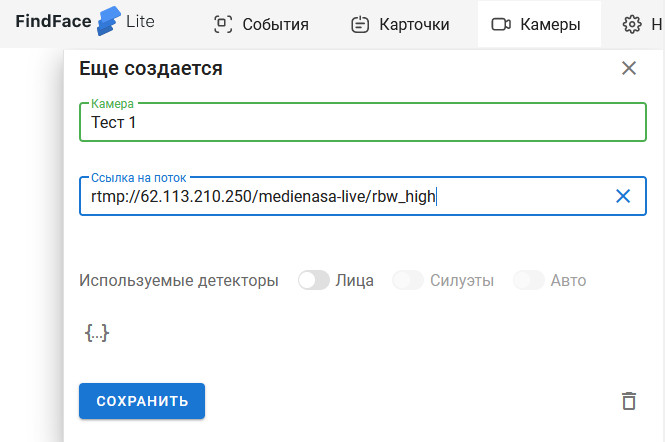 FindFace Lite События Карточки Камеры Н
Еще создается
Камера
Тест 1
Ссылка на поток
rtmp://62.113.210.250/medienasa-live/rbw_high
Используемые детекторы Лица Силуэты Авто
{...}
СОХРАНИТЬ